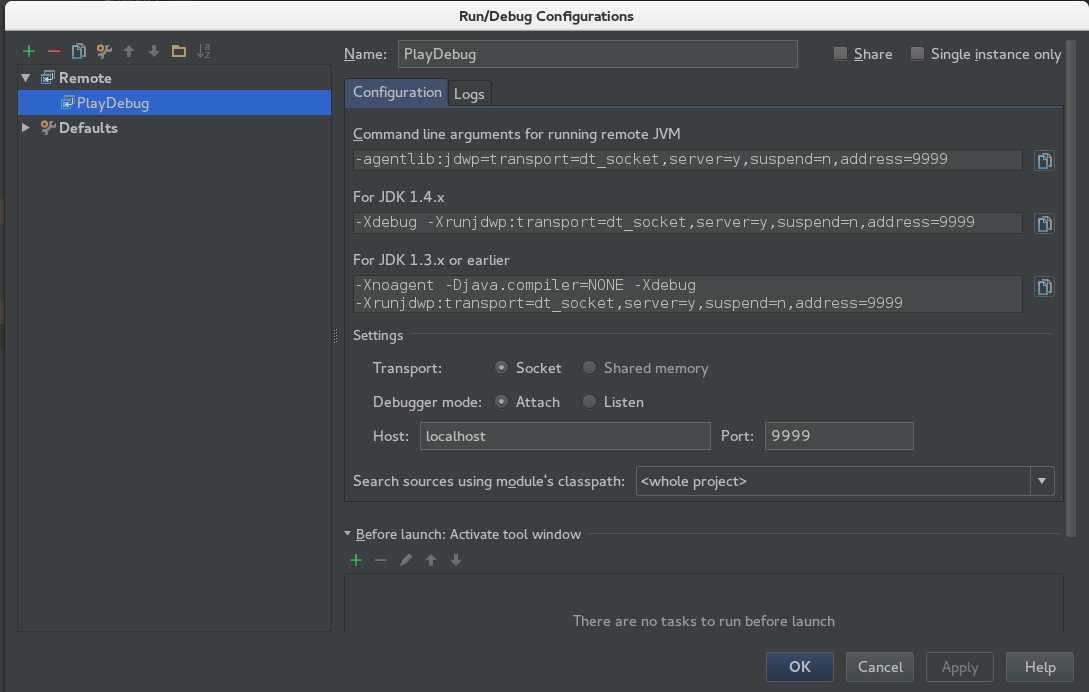 Run/Debug Configurations
Remote
PlayDebug
Defaults
Name: PlayDebug Share Single instance only
Configuration Logs
Command line arguments for running remote JVM
-agentlib:jdwp=transport=dt_socket,server=y,suspend=n,address=9999
For JDK 1.4.x
-Xdebug -Xrunjdwp:transport=dt_socket,server=y,suspend=n,address=9999
For JDK 1.3.x or earlier
-Xnoagent -Djava.compiler=NONE -Xdebug
-Xrunjdwp:transport=dt_socket,server=y,suspend=n,address=9999
Settings
Transport: Socket Shared memory
Debugger mode: Attach Listen
Host: localhost Port: 9999
Search sources using module's classpath: <whole project>
Before launch: Activate tool window
There are no tasks to run before launch
OK Cancel Apply Help